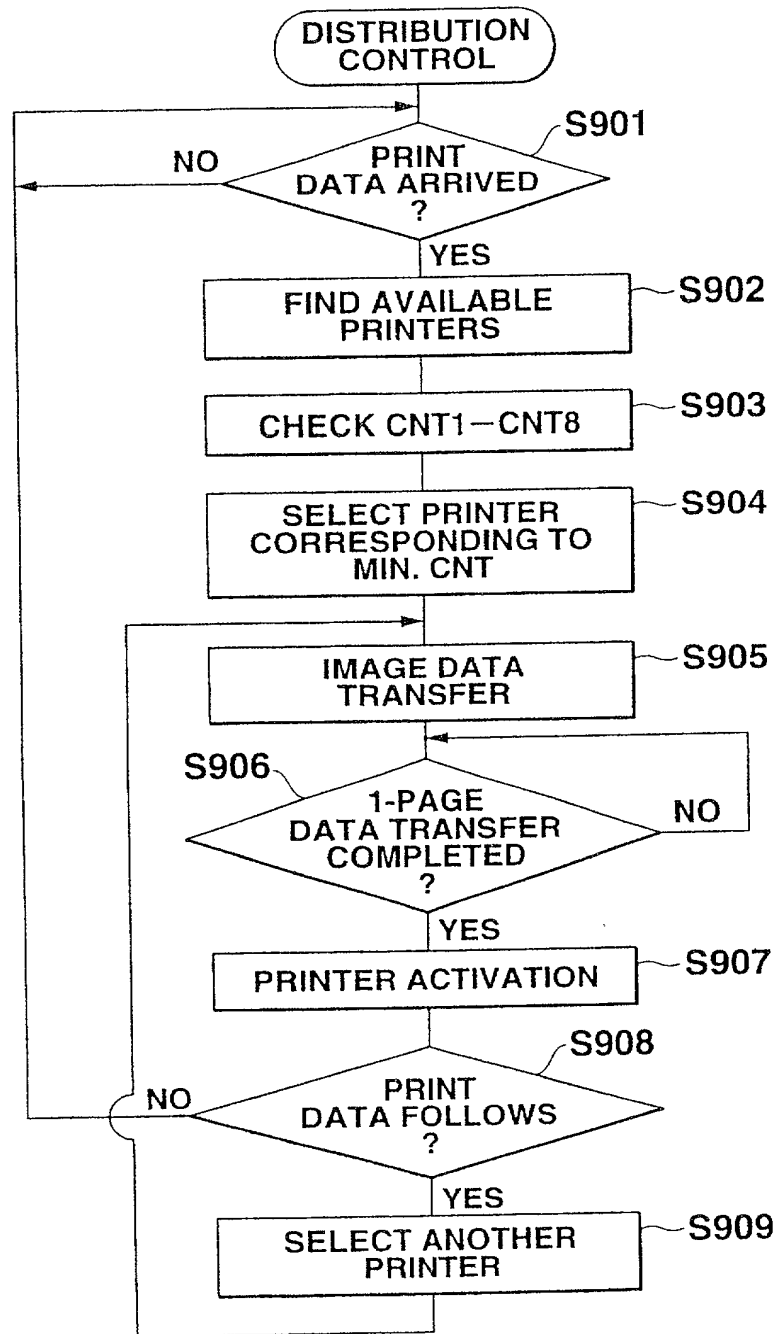 DISTRIBUTION
CONTROL
S901
NO
PRINT
DATA ARRIVED
?
YES
S902
FIND AVAILABLE
PRINTERS
S903
CHECK CNT1−CNT8
S904
SELECT PRINTER
CORRESPONDING TO
MIN. CNT
S905
IMAGE DATA
TRANSFER
S906
1-PAGE
DATA TRANSFER
COMPLETED
?
NO
YES
S907
PRINTER ACTIVATION
S908
NO
PRINT
DATA FOLLOWS
?
YES
S909
SELECT ANOTHER
PRINTER